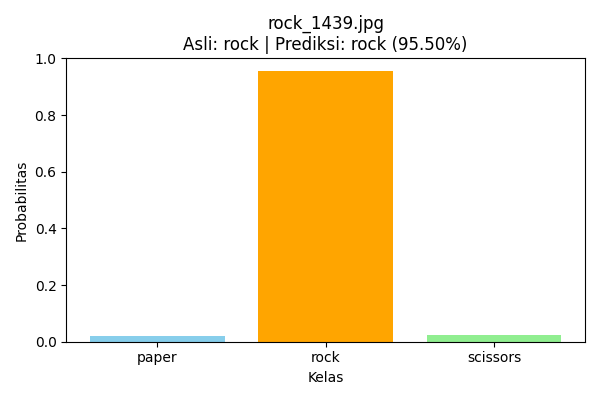 rock_1439.jpg
Asli: rock | Prediksi: rock (95.50%)
1.0
0.8
0.6
0.4
0.2
0.0
Probabilitas
paper
rock
scissors
Kelas